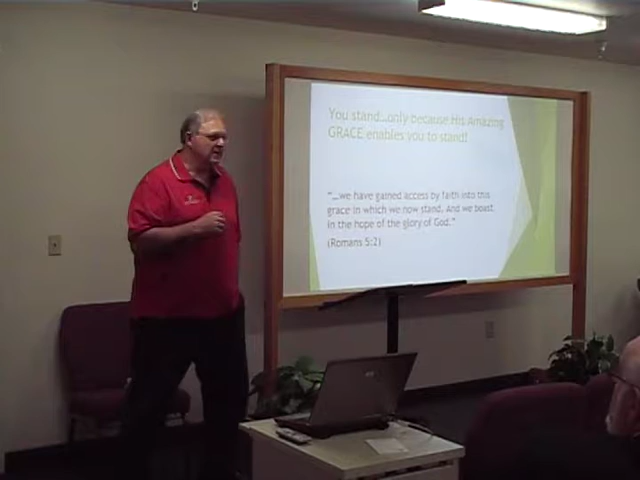 You stand...only because His Amazing
GRACE enables you to stand!
"...we have gained access by faith into this
grace in which we now stand. And we boast
in the hope of the glory of God."
(Romans 5:2)